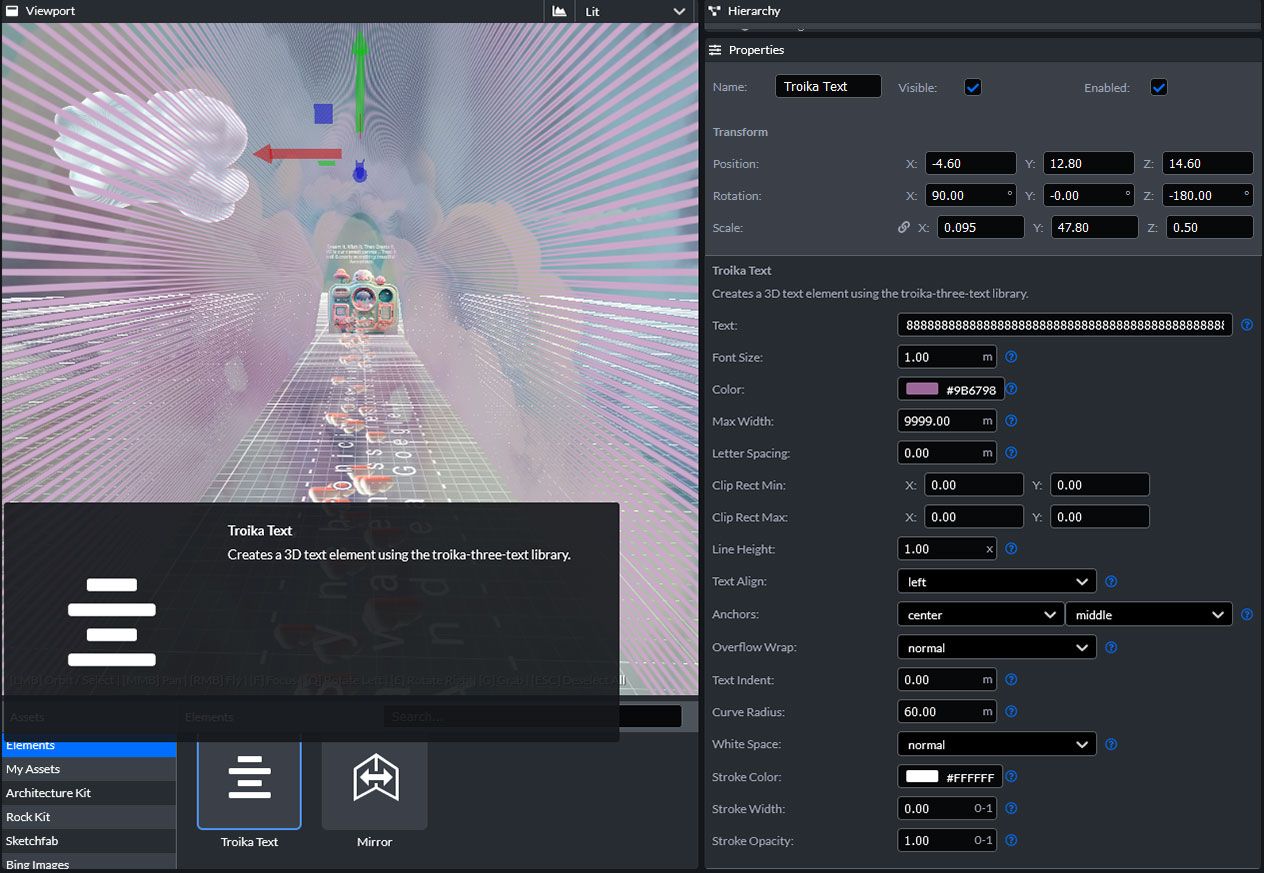 Viewport
Lit
Hierarchy
Properties
Name:
Troika Text
Visible:
Enabled:
Transform
Position:
X:
-4.60
Y:
12.80
Z:
14.60
Rotation:
X:
90.00
°
Y:
-0.00
°
Z:
-180.00
°
Scale:
X:
0.095
Y:
47.80
Z:
0.50
Troika Text
Creates a 3D text element using the troika-three-text library.
Text:
Font Size:
1.00
m
Color:
#9B6798
Max Width:
9999.00
m
Letter Spacing:
0.00
m
Clip Rect Min:
X:
0.00
Y:
0.00
Clip Rect Max:
X:
0.00
Y:
0.00
Line Height:
1.00
x
Text Align:
left
Anchors:
center
middle
Overflow Wrap:
normal
Text Indent:
0.00
m
Curve Radius:
60.00
m
White Space:
normal
Stroke Color:
#FFFFFF
Stroke Width:
0.00
0-1
Stroke Opacity:
1.00
0-1
Troika Text
Creates a 3D text element using the troika-three-text library.
[LMB] Orbit / Select | [MMB] Pan | [RMB] Fly | [F] Focus | [Q] Rotate Left | [E] Rotate Right | [G] Grab | [ESC] Deselect All
Assets
Elements
Search...
Elements
My Assets
Architecture Kit
Rock Kit
Sketchfab
Bing Images
Troika Text
Mirror